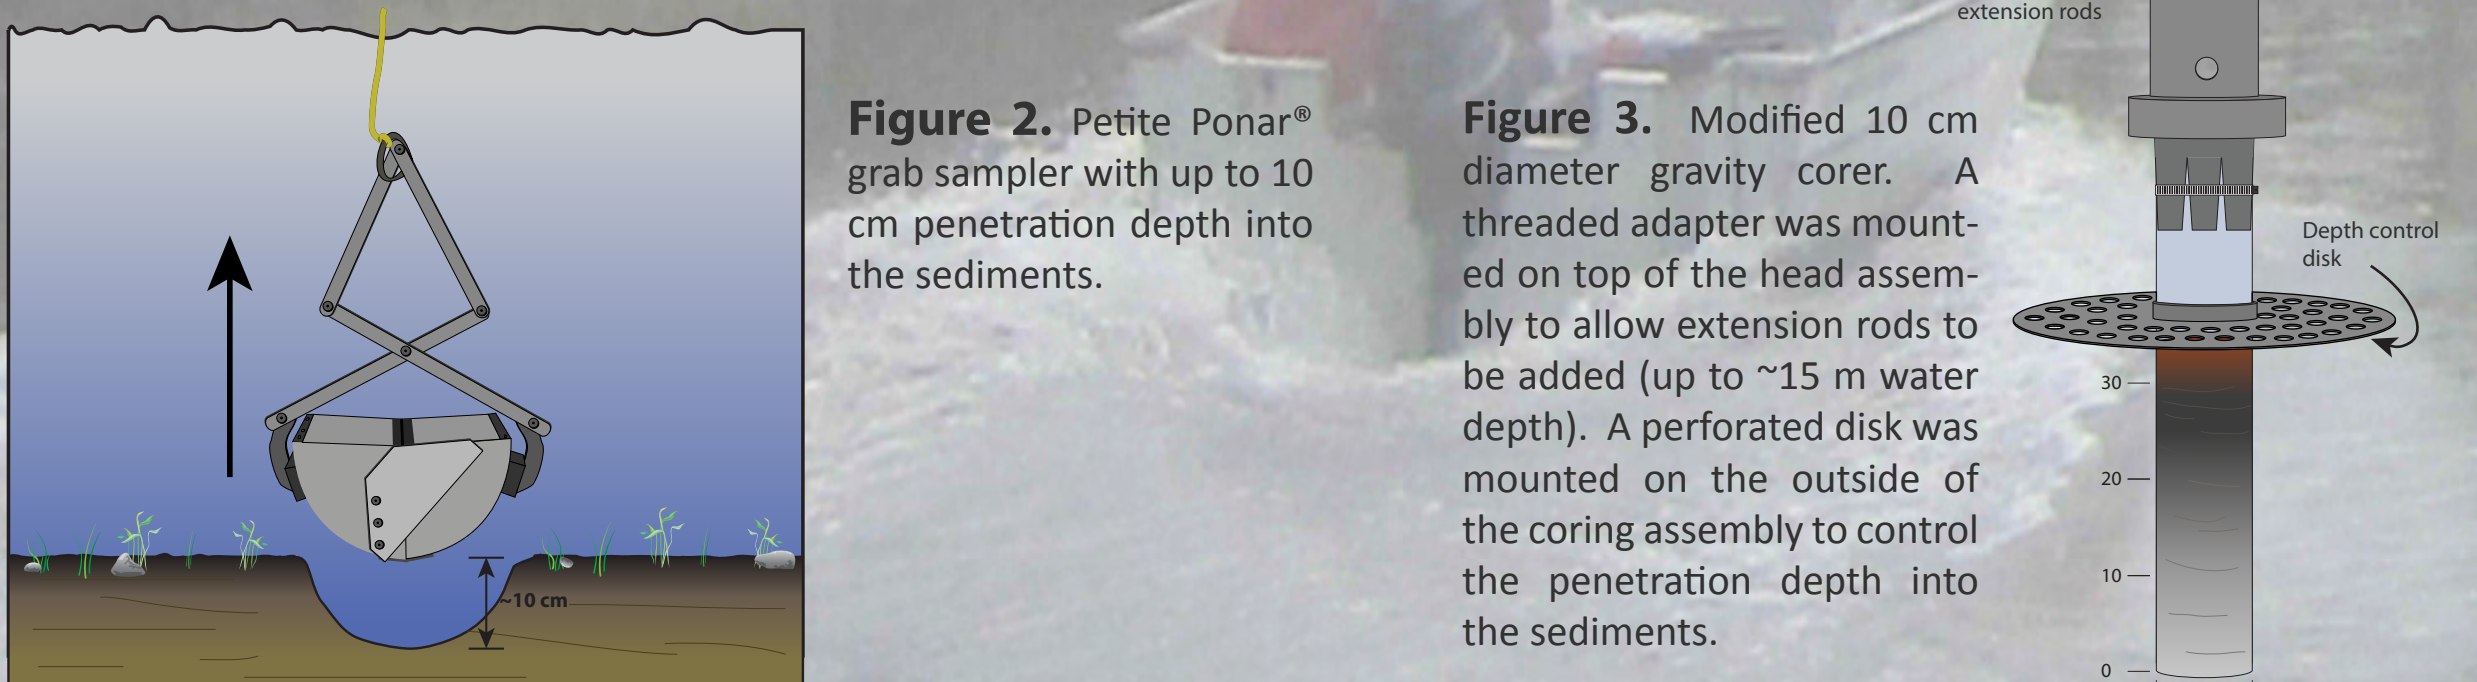 ~10 cm
Figure 2. Petite Ponar®
grab sampler with up to 10
cm penetration depth into
the sediments.
Figure 3. Modified 10 cm
diameter gravity corer. A
threaded adapter was mount-
ed on top of the head assem-
bly to allow extension rods to
be added (up to ~15 m water
depth). A perforated disk was
mounted on the outside of
the coring assembly to control
the penetration depth into
the sediments.
extension rods
Depth control
disk
30
20
10
0